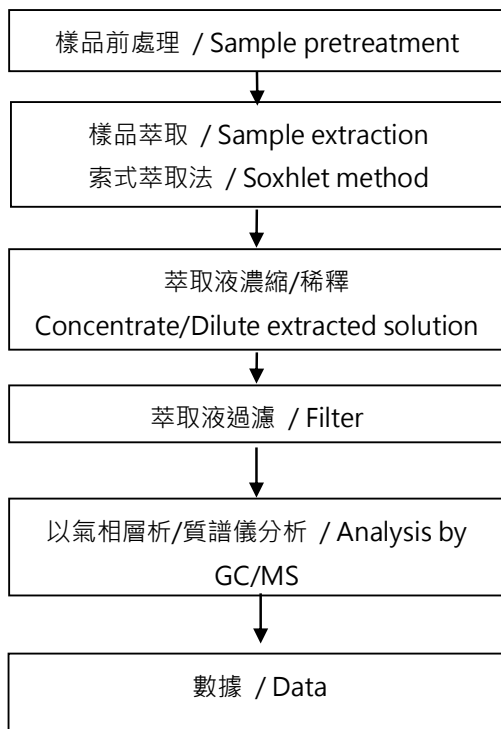 樣品前處理 / Sample pretreatment
樣品萃取 / Sample extraction
索式萃取法 / Soxhlet method
萃取液濃縮/稀釋
Concentrate/Dilute extracted solution
萃取液過濾 / Filter
以氣相層析/質譜儀分析 / Analysis by
GC/MS
數據 / Data